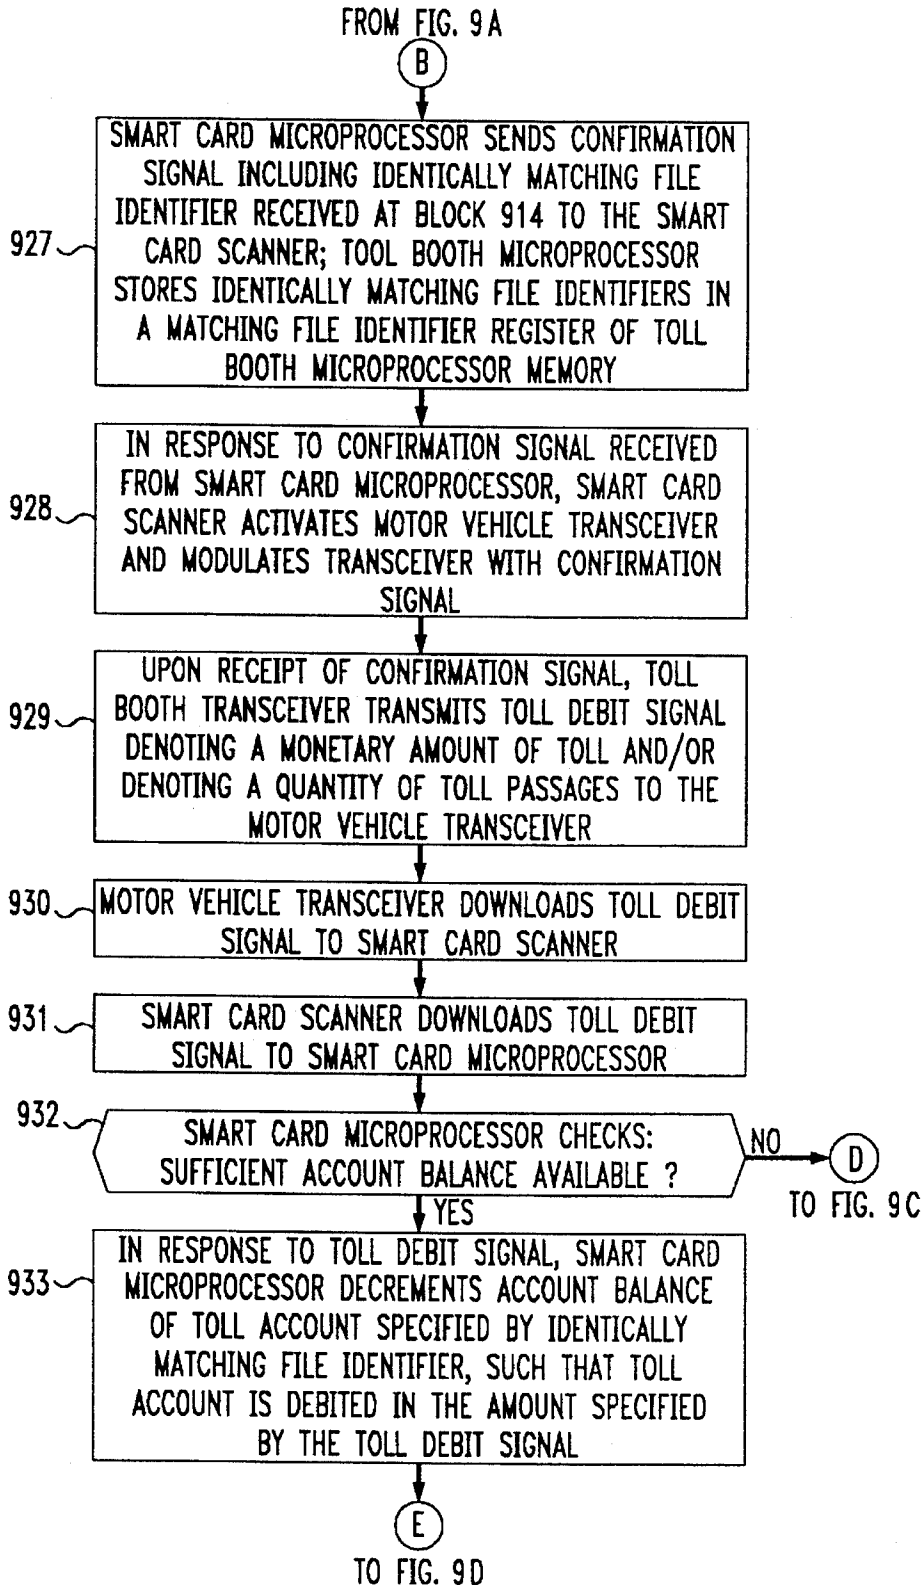 FROM FIG. 9A
B
SMART CARD MICROPROCESSOR SENDS CONFIRMATION
SIGNAL INCLUDING IDENTICALLY MATCHING FILE
IDENTIFIER RECEIVED AT BLOCK 914 TO THE SMART
CARD SCANNER; TOOL BOOTH MICROPROCESSOR
STORES IDENTICALLY MATCHING FILE IDENTIFIERS IN
A MATCHING FILE IDENTIFIER REGISTER OF TOLL
BOOTH MICROPROCESSOR MEMORY
927
IN RESPONSE TO CONFIRMATION SIGNAL RECEIVED
FROM SMART CARD MICROPROCESSOR, SMART CARD
SCANNER ACTIVATES MOTOR VEHICLE TRANSCEIVER
AND MODULATES TRANSCEIVER WITH CONFIRMATION
SIGNAL
928
UPON RECEIPT OF CONFIRMATION SIGNAL, TOLL
BOOTH TRANSCEIVER TRANSMITS TOLL DEBIT SIGNAL
DENOTING A MONETARY AMOUNT OF TOLL AND/OR
DENOTING A QUANTITY OF TOLL PASSAGES TO THE
MOTOR VEHICLE TRANSCEIVER
929
MOTOR VEHICLE TRANSCEIVER DOWNLOADS TOLL DEBIT
SIGNAL TO SMART CARD SCANNER
930
SMART CARD SCANNER DOWNLOADS TOLL DEBIT
SIGNAL TO SMART CARD MICROPROCESSOR
931
932
SMART CARD MICROPROCESSOR CHECKS:
SUFFICIENT ACCOUNT BALANCE AVAILABLE ?
NO
D
TO FIG. 9C
YES
IN RESPONSE TO TOLL DEBIT SIGNAL, SMART CARD
MICROPROCESSOR DECREMENTS ACCOUNT BALANCE
OF TOLL ACCOUNT SPECIFIED BY IDENTICALLY
MATCHING FILE IDENTIFIER, SUCH THAT TOLL
ACCOUNT IS DEBITED IN THE AMOUNT SPECIFIED
BY THE TOLL DEBIT SIGNAL
933
E
TO FIG. 9D